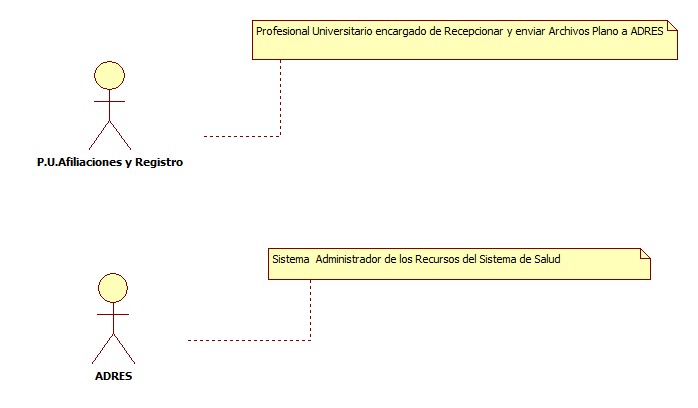 Profesional Universitario encargado de Recepcionar y enviar Archivos Plano a ADRES
P.U.Afiliaciones y Registro
Sistema  Administrador de los Recursos del Sistema de Salud
ADRES